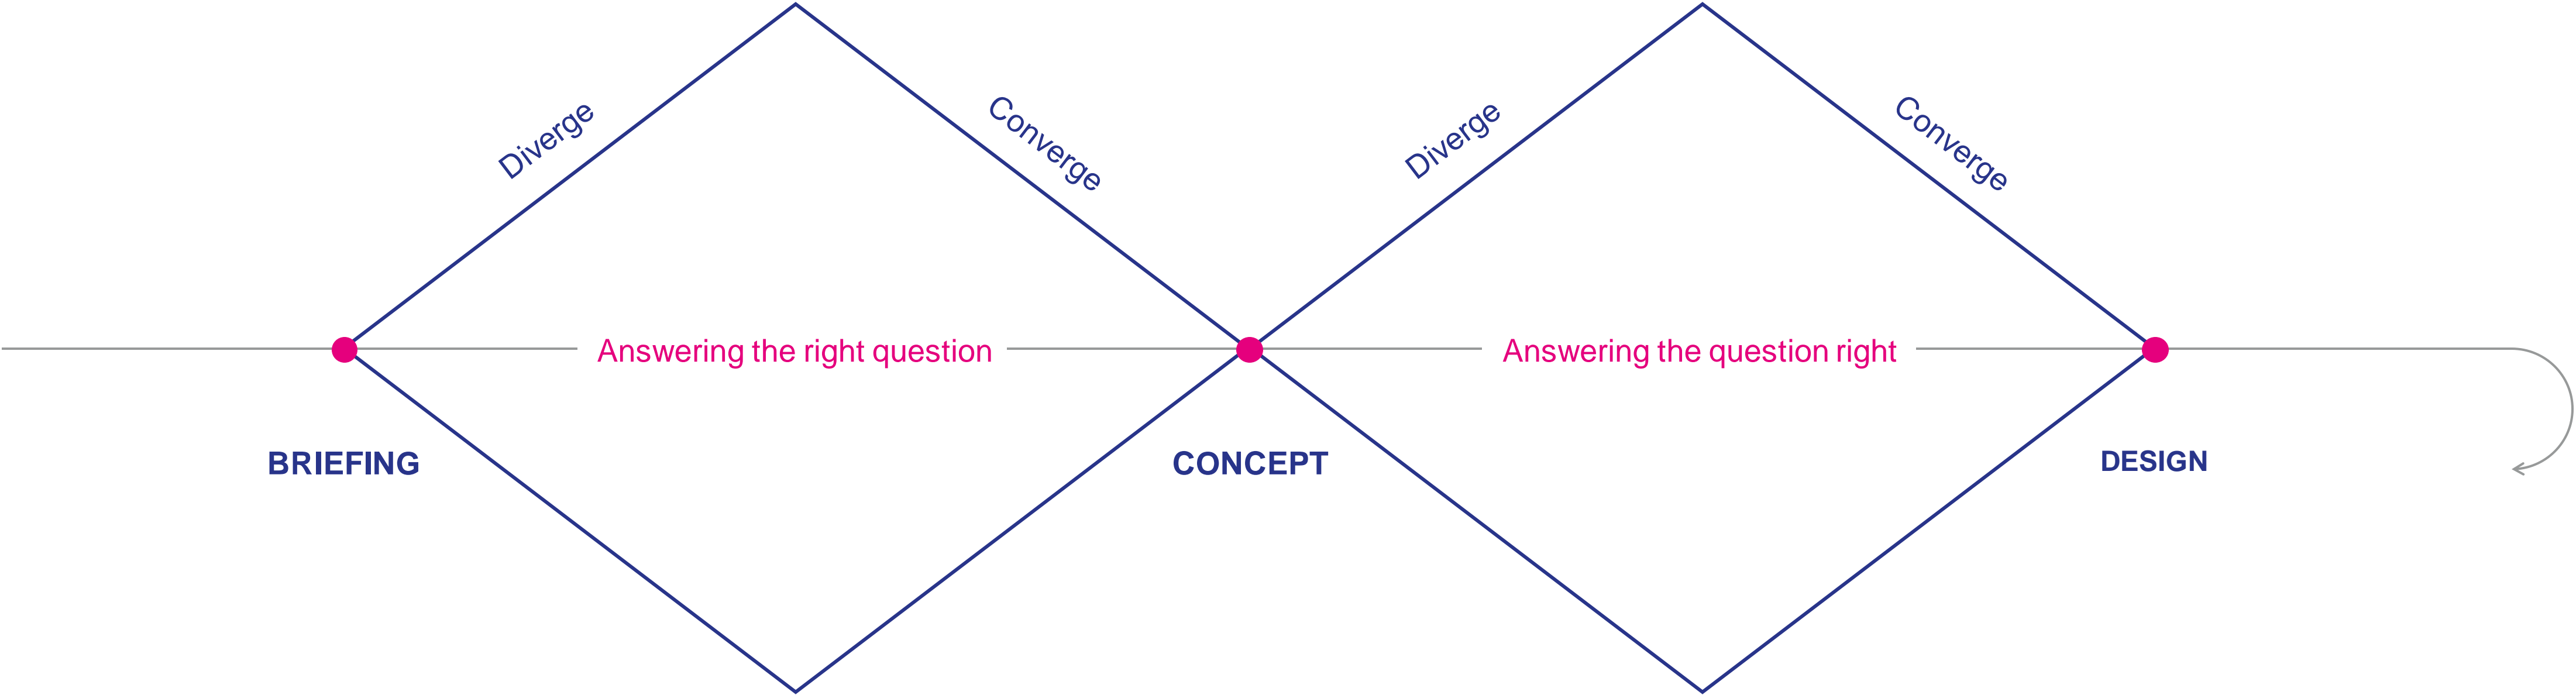 Diverge
Converge
Diverge
Converge
Answering the right question
Answering the question right
BRIEFING
CONCEPT
DESIGN